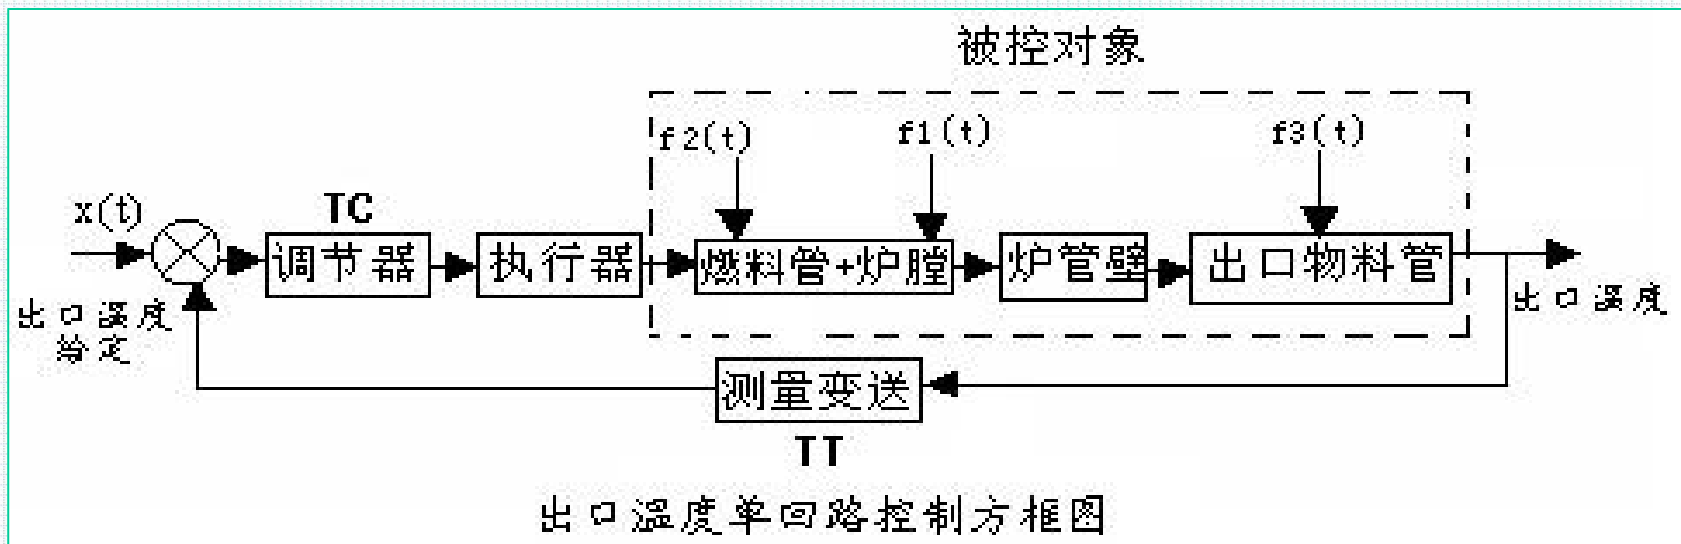 被控对象
f2(t)
f1(t)
f3(t)
x(t)
TC
调节器
执行器
燃料管+炉膛
炉管壁
出口物料管
出口温度
给定
出口温度
测量变送
TT
出口温度单回路控制方框图